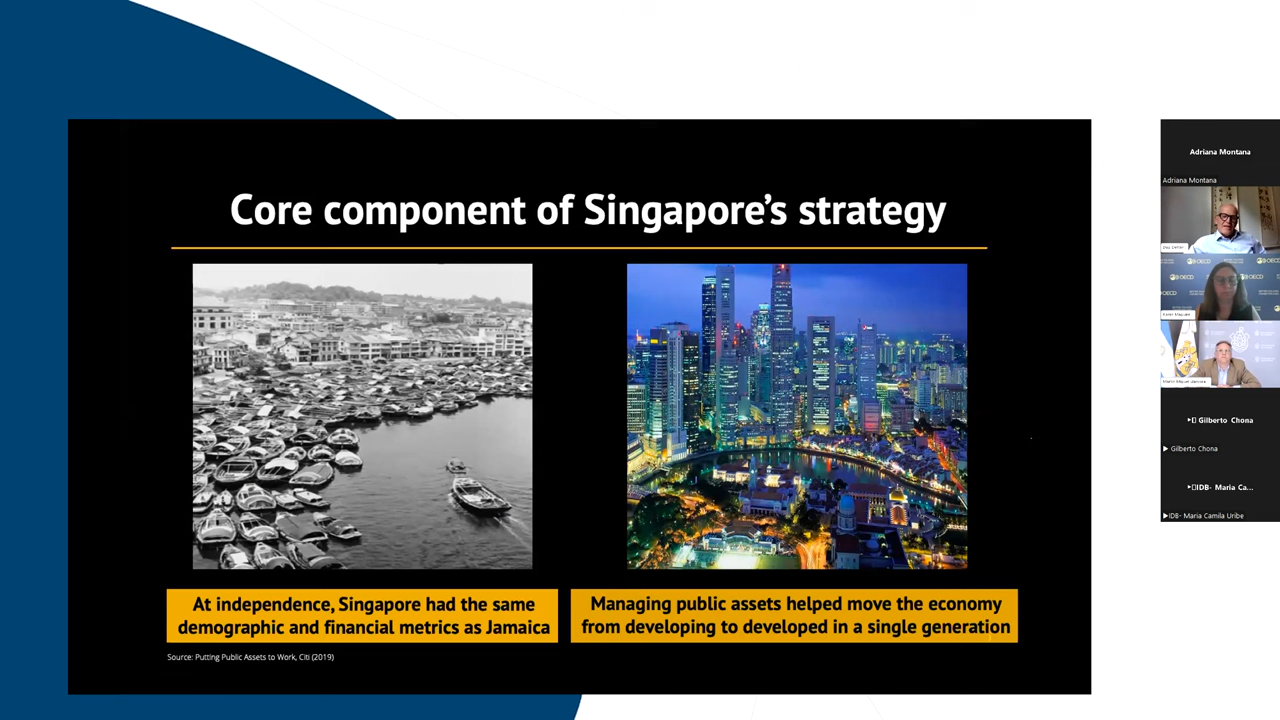 Core component of Singapore's strategy
At independence, Singapore had the same
demographic and financial metrics as Jamaica
Managing public assets helped move the economy
from developing to developed in a single generation
Source: Putting Public Assets to Work, Citi (2019)
Adriana Montana
Adriana Montana
OECD
Gilberto Chona
Gilberto Chona
IDB- Maria Ca...
IDB- Maria Camila Uribe